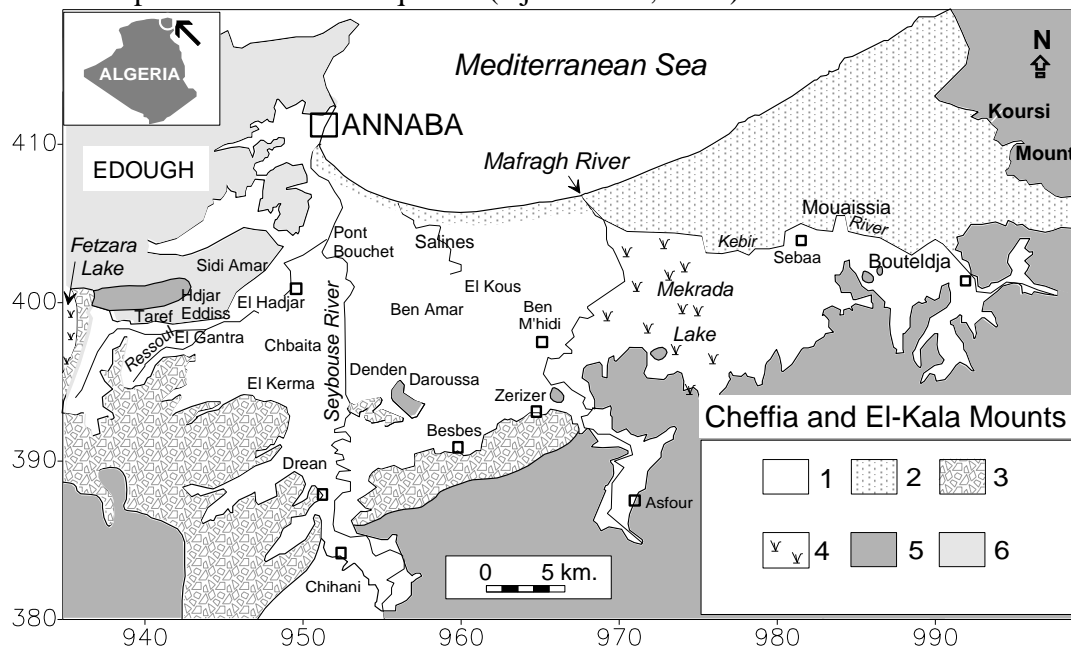 ALGERIA
Mediterranean Sea
N
Koursi
Mount
410
ANNABA
EDOUGH
Mafragh River
Mouaissia
Kebir
River
Sebaa
Bouteldja
Pont
Bouchet
Salines
Fetzara
Lake
Sidi Amar
400
Hdjar
Eddiss
Taref
El Hadjar
El Kous
Mekrada
Lake
Ben Amar
Ben
M'hidi
Ressoul
El Gantra
Chbaita
Seybouse River
El Kerma
Denden
Daroussa
Zerizer
Besbes
Cheffia and El-Kala Mounts
390
Drean
Asfour
1
2
3
4
5
6
0 5 km.
Chihani
380
940
950
960
970
980
990